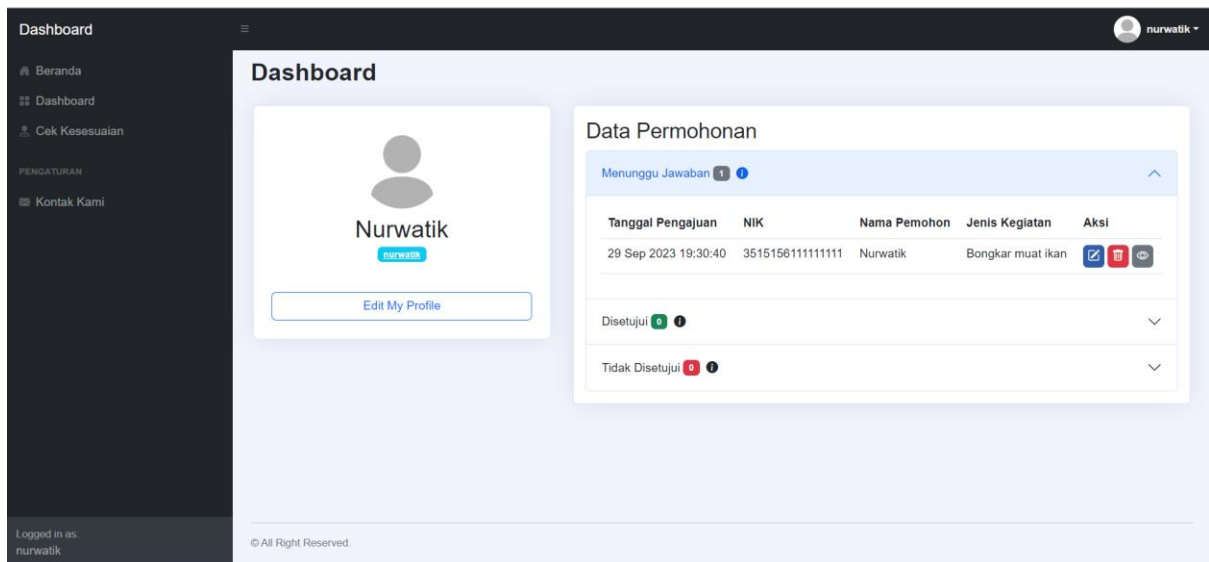 Dashboard
nurwatik
Beranda
Dashboard
Cek Kesesuaian
PENGATURAN
Kontak Kami
Logged in as:
nurwatik
Dashboard
Nurwatik
nurwatik
Edit My Profile
Data Permohonan
Menunggu Jawaban 1
Tanggal Pengajuan NIK Nama Pemohon Jenis Kegiatan Aksi
29 Sep 2023 19:30:40 3515156111111111 Nurwatik Bongkar muat ikan
Disetujui 0
Tidak Disetujui 0
© All Right Reserved.